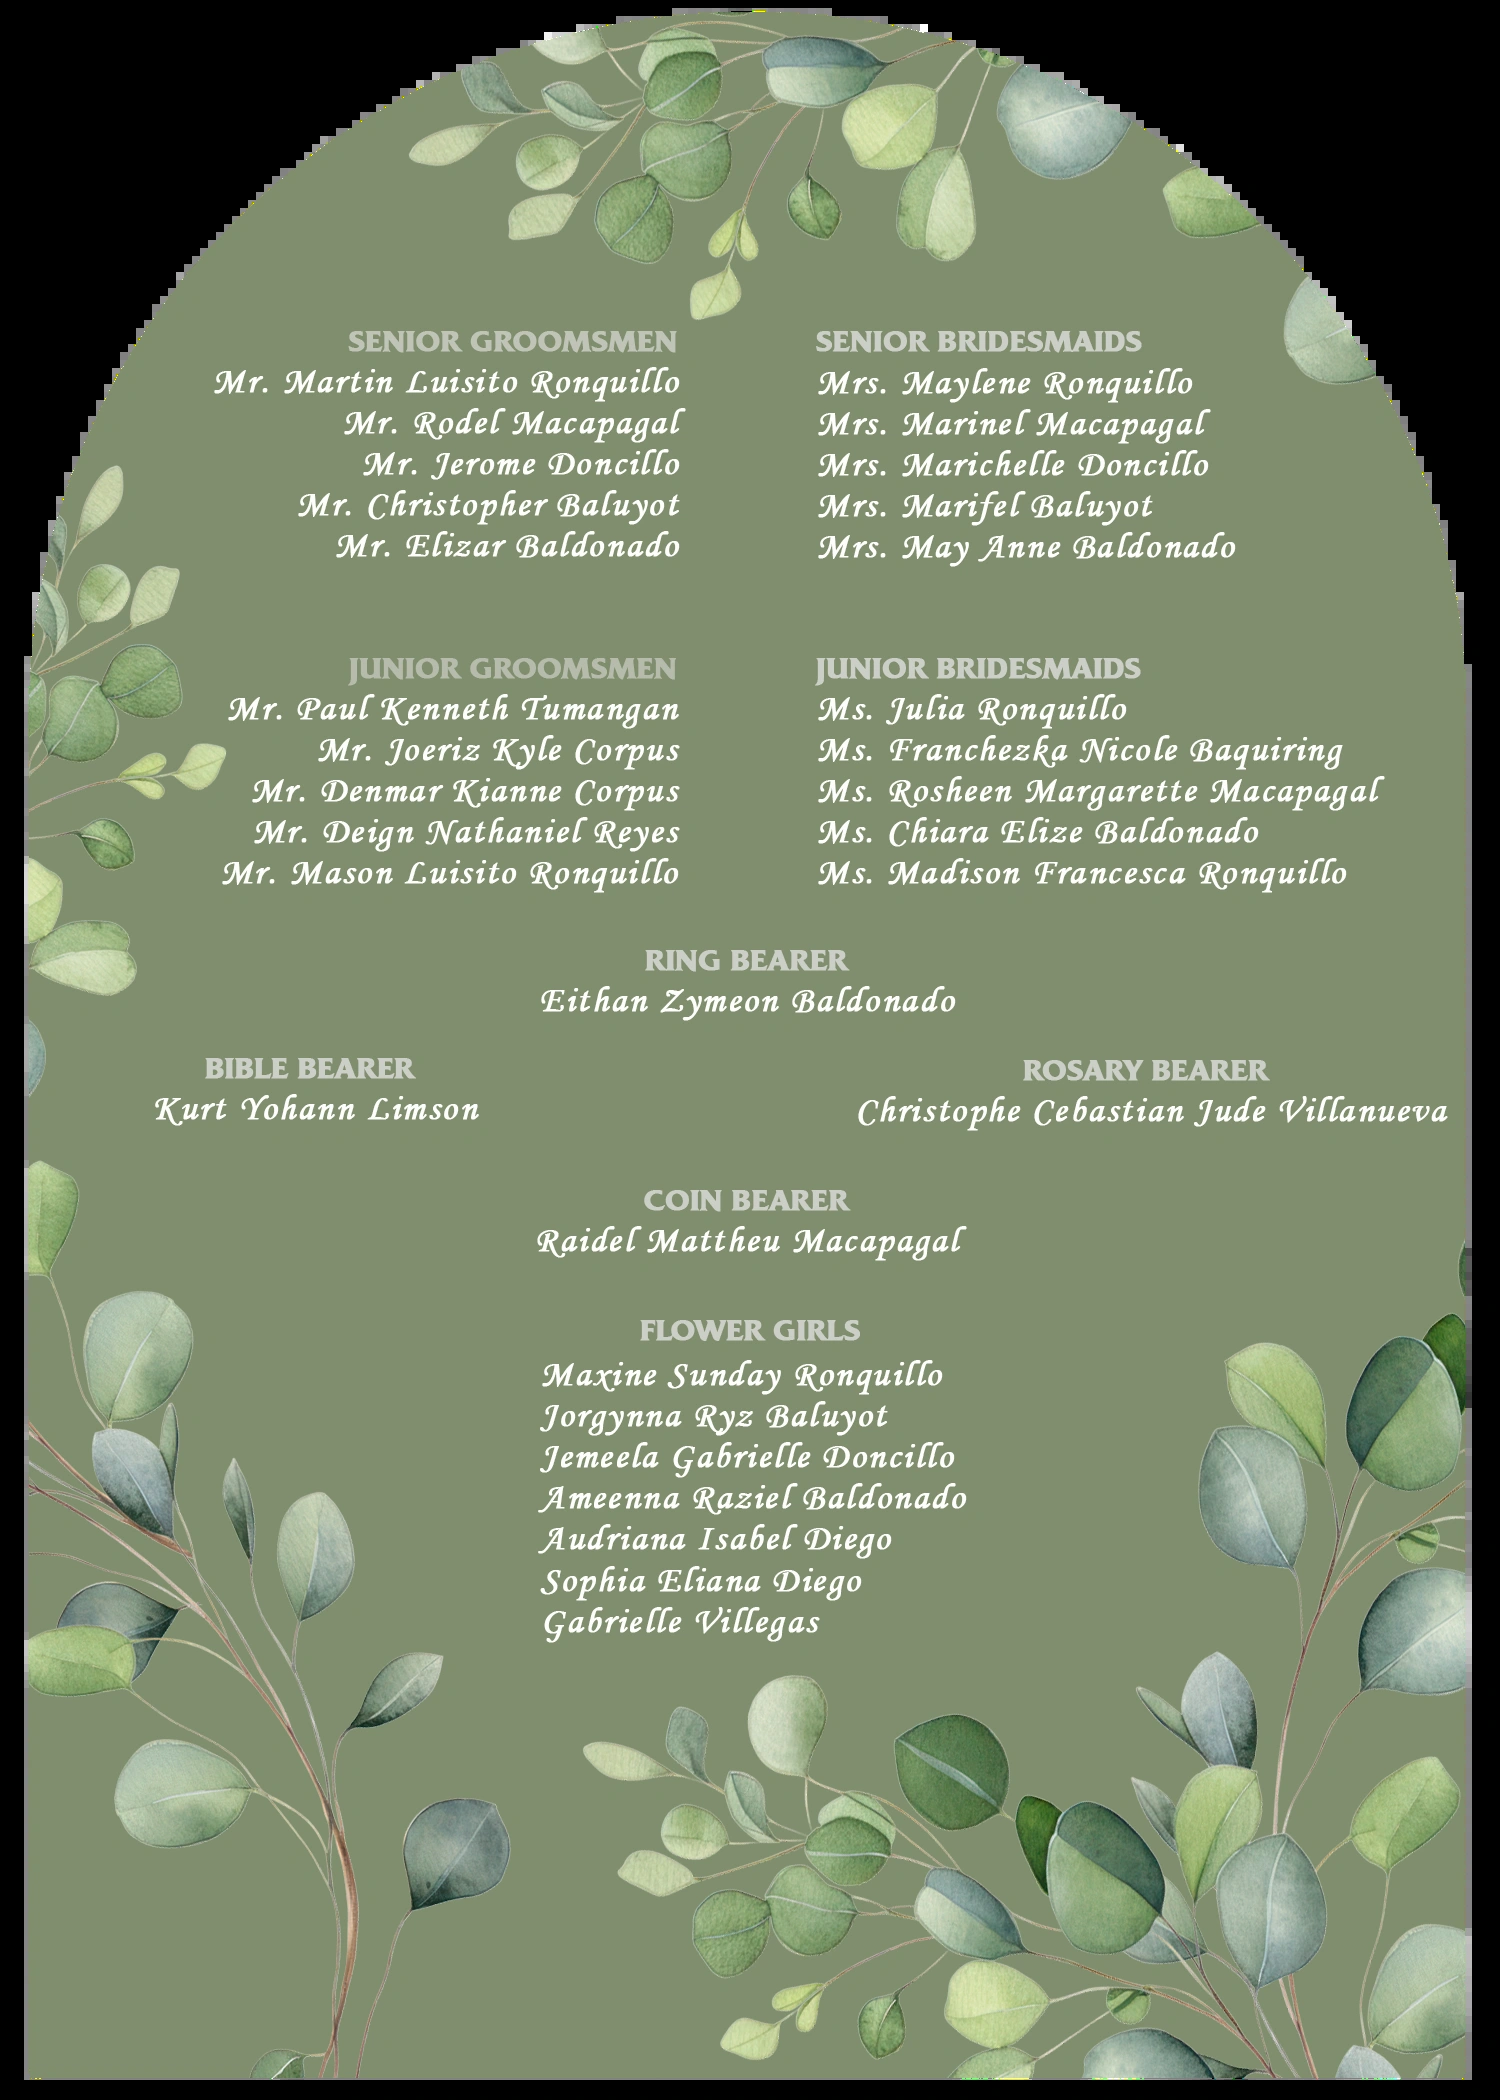 SENIOR GROOMSMEN
Mr. Martin Luisito Ronquillo
Mr. Rodel Macapagal
Mr. Jerome Doncillo
Mr. Christopher Baluyot
Mr. Elizar Baldonado
SENIOR BRIDESMAIDS
Mrs. Maylene Ronquillo
Mrs. Marinel Macapagal
Mrs. Marichelle Doncillo
Mrs. Marifel Baluyot
Mrs. May Anne Baldonado
JUNIOR GROOMSMEN
Mr. Paul Kenneth Tumangan
Mr. Joeriz Kyle Corpus
Mr. Denmar Kianne Corpus
Mr. Deign Nathaniel Reyes
Mr. Mason Luisito Ronquillo
JUNIOR BRIDESMAIDS
Ms. Julia Ronquillo
Ms. Franchezka Nicole Baquiring
Ms. Rosheen Margarette Macapagal
Ms. Chiara Elize Baldonado
Ms. Madison Francesca Ronquillo
RING BEARER
Eithan Zymeon Baldonado
BIBLE BEARER
Kurt Yohann Limson
ROSARY BEARER
Christophe Cebastian Jude Villanueva
COIN BEARER
Raidel Mattheu Macapagal
FLOWER GIRLS
Maxine Sunday Ronquillo
Jorgynna Ryz Baluyot
Jemeela Gabrielle Doncillo
Ameenna Raziel Baldonado
Audriana Isabel Diego
Sophia Eliana Diego
Gabrielle Villegas